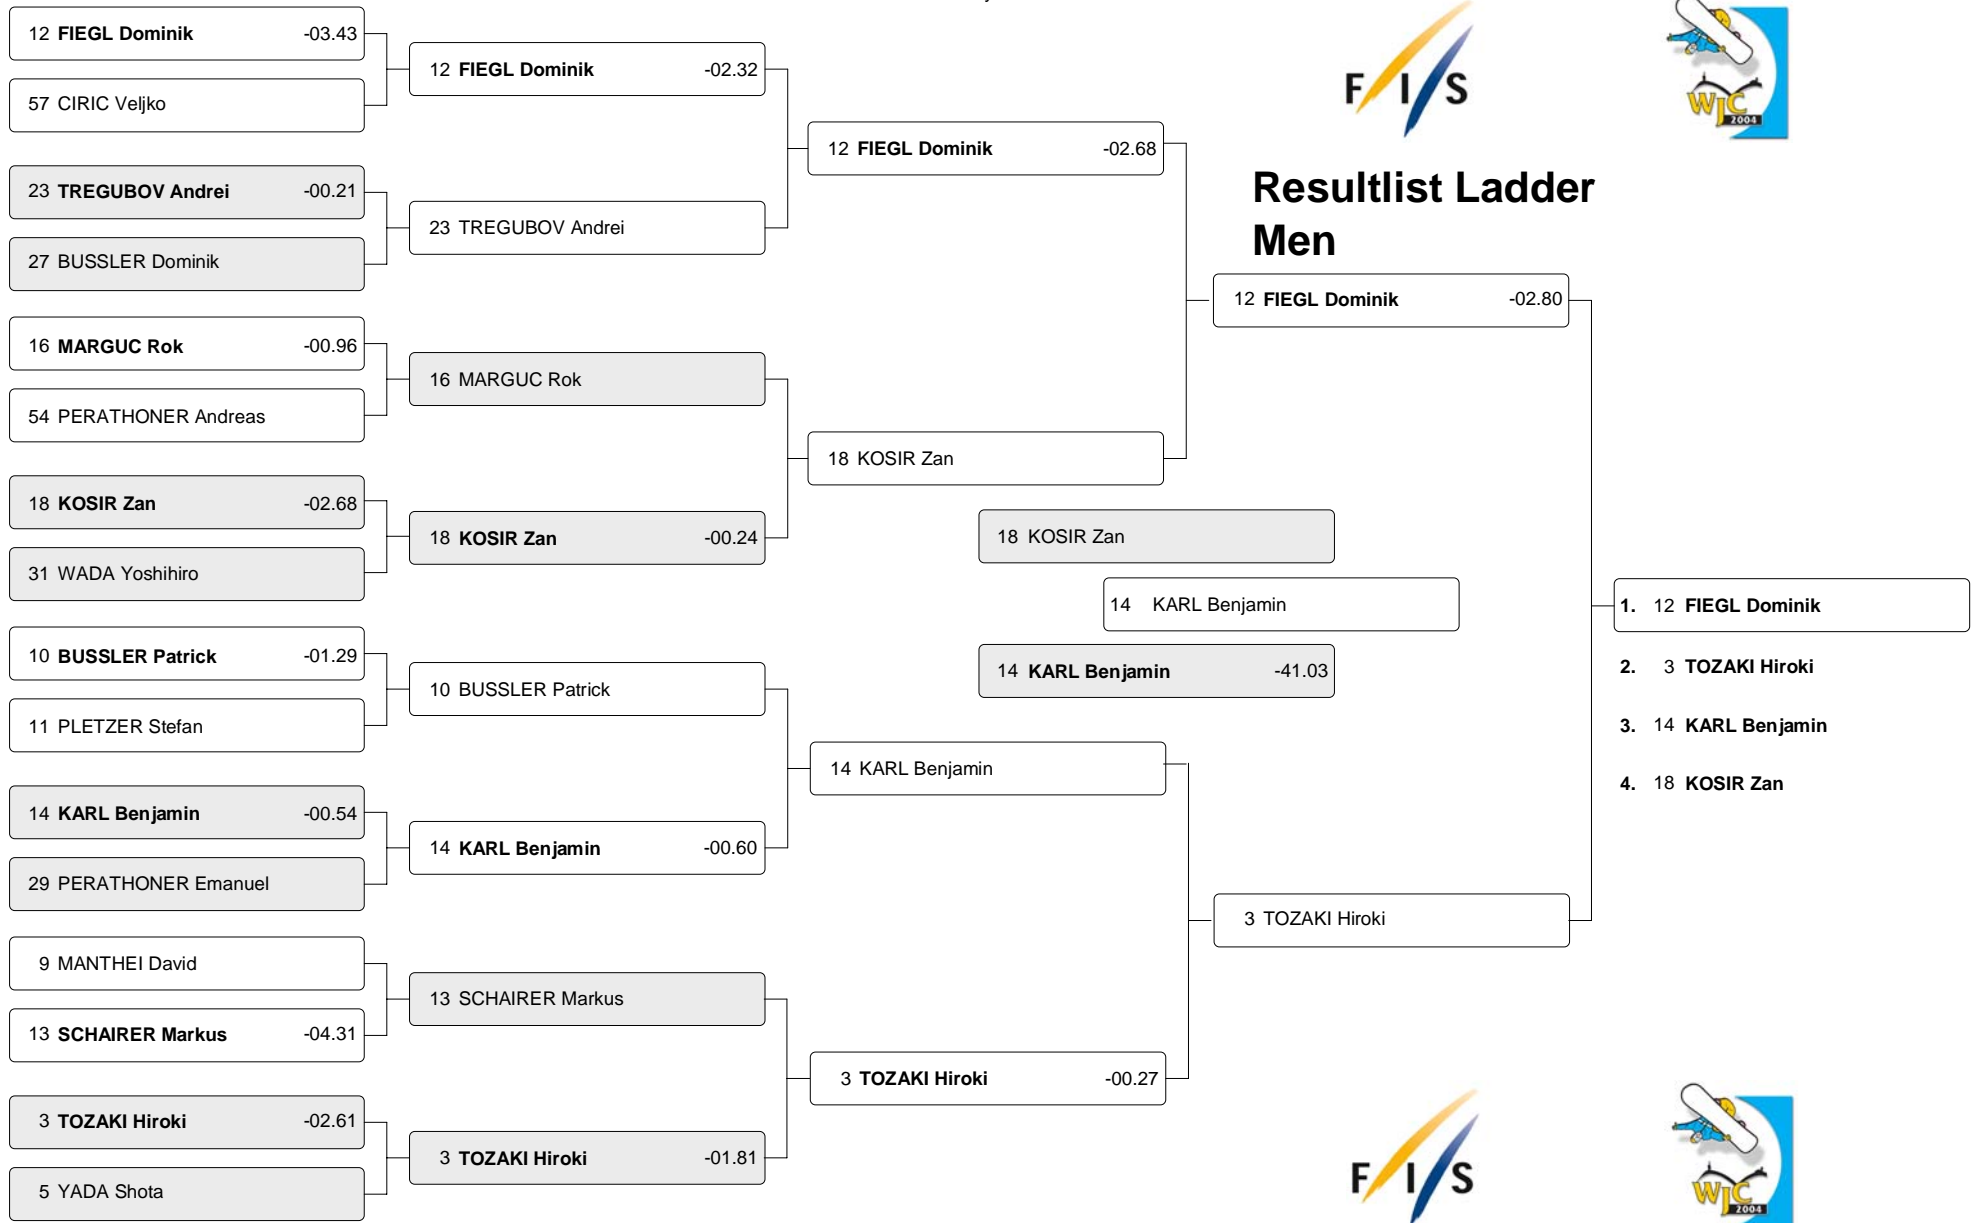 12 FIEGL Dominik -03.43
57 CIRIC Veljko
23 TREGUBOV Andrei -00.21
27 BUSSLER Dominik
16 MARGUC Rok -00.96
54 PERATHONER Andreas
18 KOSIR Zan -02.68
31 WADA Yoshihiro
10 BUSSLER Patrick -01.29
11 PLETZER Stefan
14 KARL Benjamin -00.54
29 PERATHONER Emanuel
9 MANTHEI David
13 SCHAIRER Markus -04.31
3 TOZAKI Hiroki -02.61
5 YADA Shota
12 FIEGL Dominik -02.32
23 TREGUBOV Andrei
16 MARGUC Rok
18 KOSIR Zan -00.24
10 BUSSLER Patrick
14 KARL Benjamin -00.60
13 SCHAIRER Markus
3 TOZAKI Hiroki -01.81
12 FIEGL Dominik -02.68
18 KOSIR Zan
14 KARL Benjamin
3 TOZAKI Hiroki -00.27
18 KOSIR Zan
14 KARL Benjamin
14 KARL Benjamin -41.03
F I S
WJC
2004
Resultlist Ladder
Men
12 FIEGL Dominik -02.80
3 TOZAKI Hiroki
1. 12 FIEGL Dominik
2. 3 TOZAKI Hiroki
3. 14 KARL Benjamin
4. 18 KOSIR Zan
F I S
WJC
2004